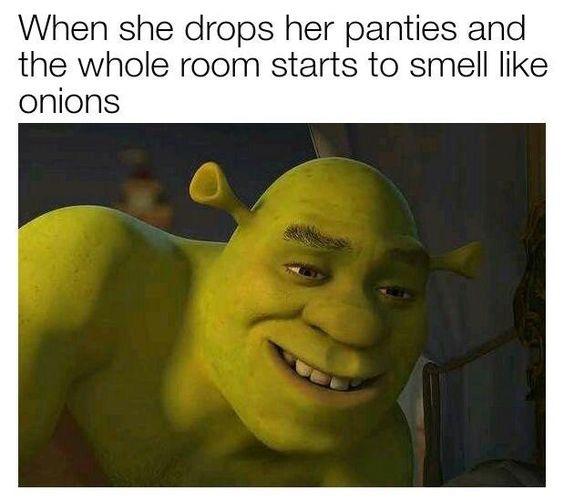 When she drops her panties and
the whole room starts to smell like
onions